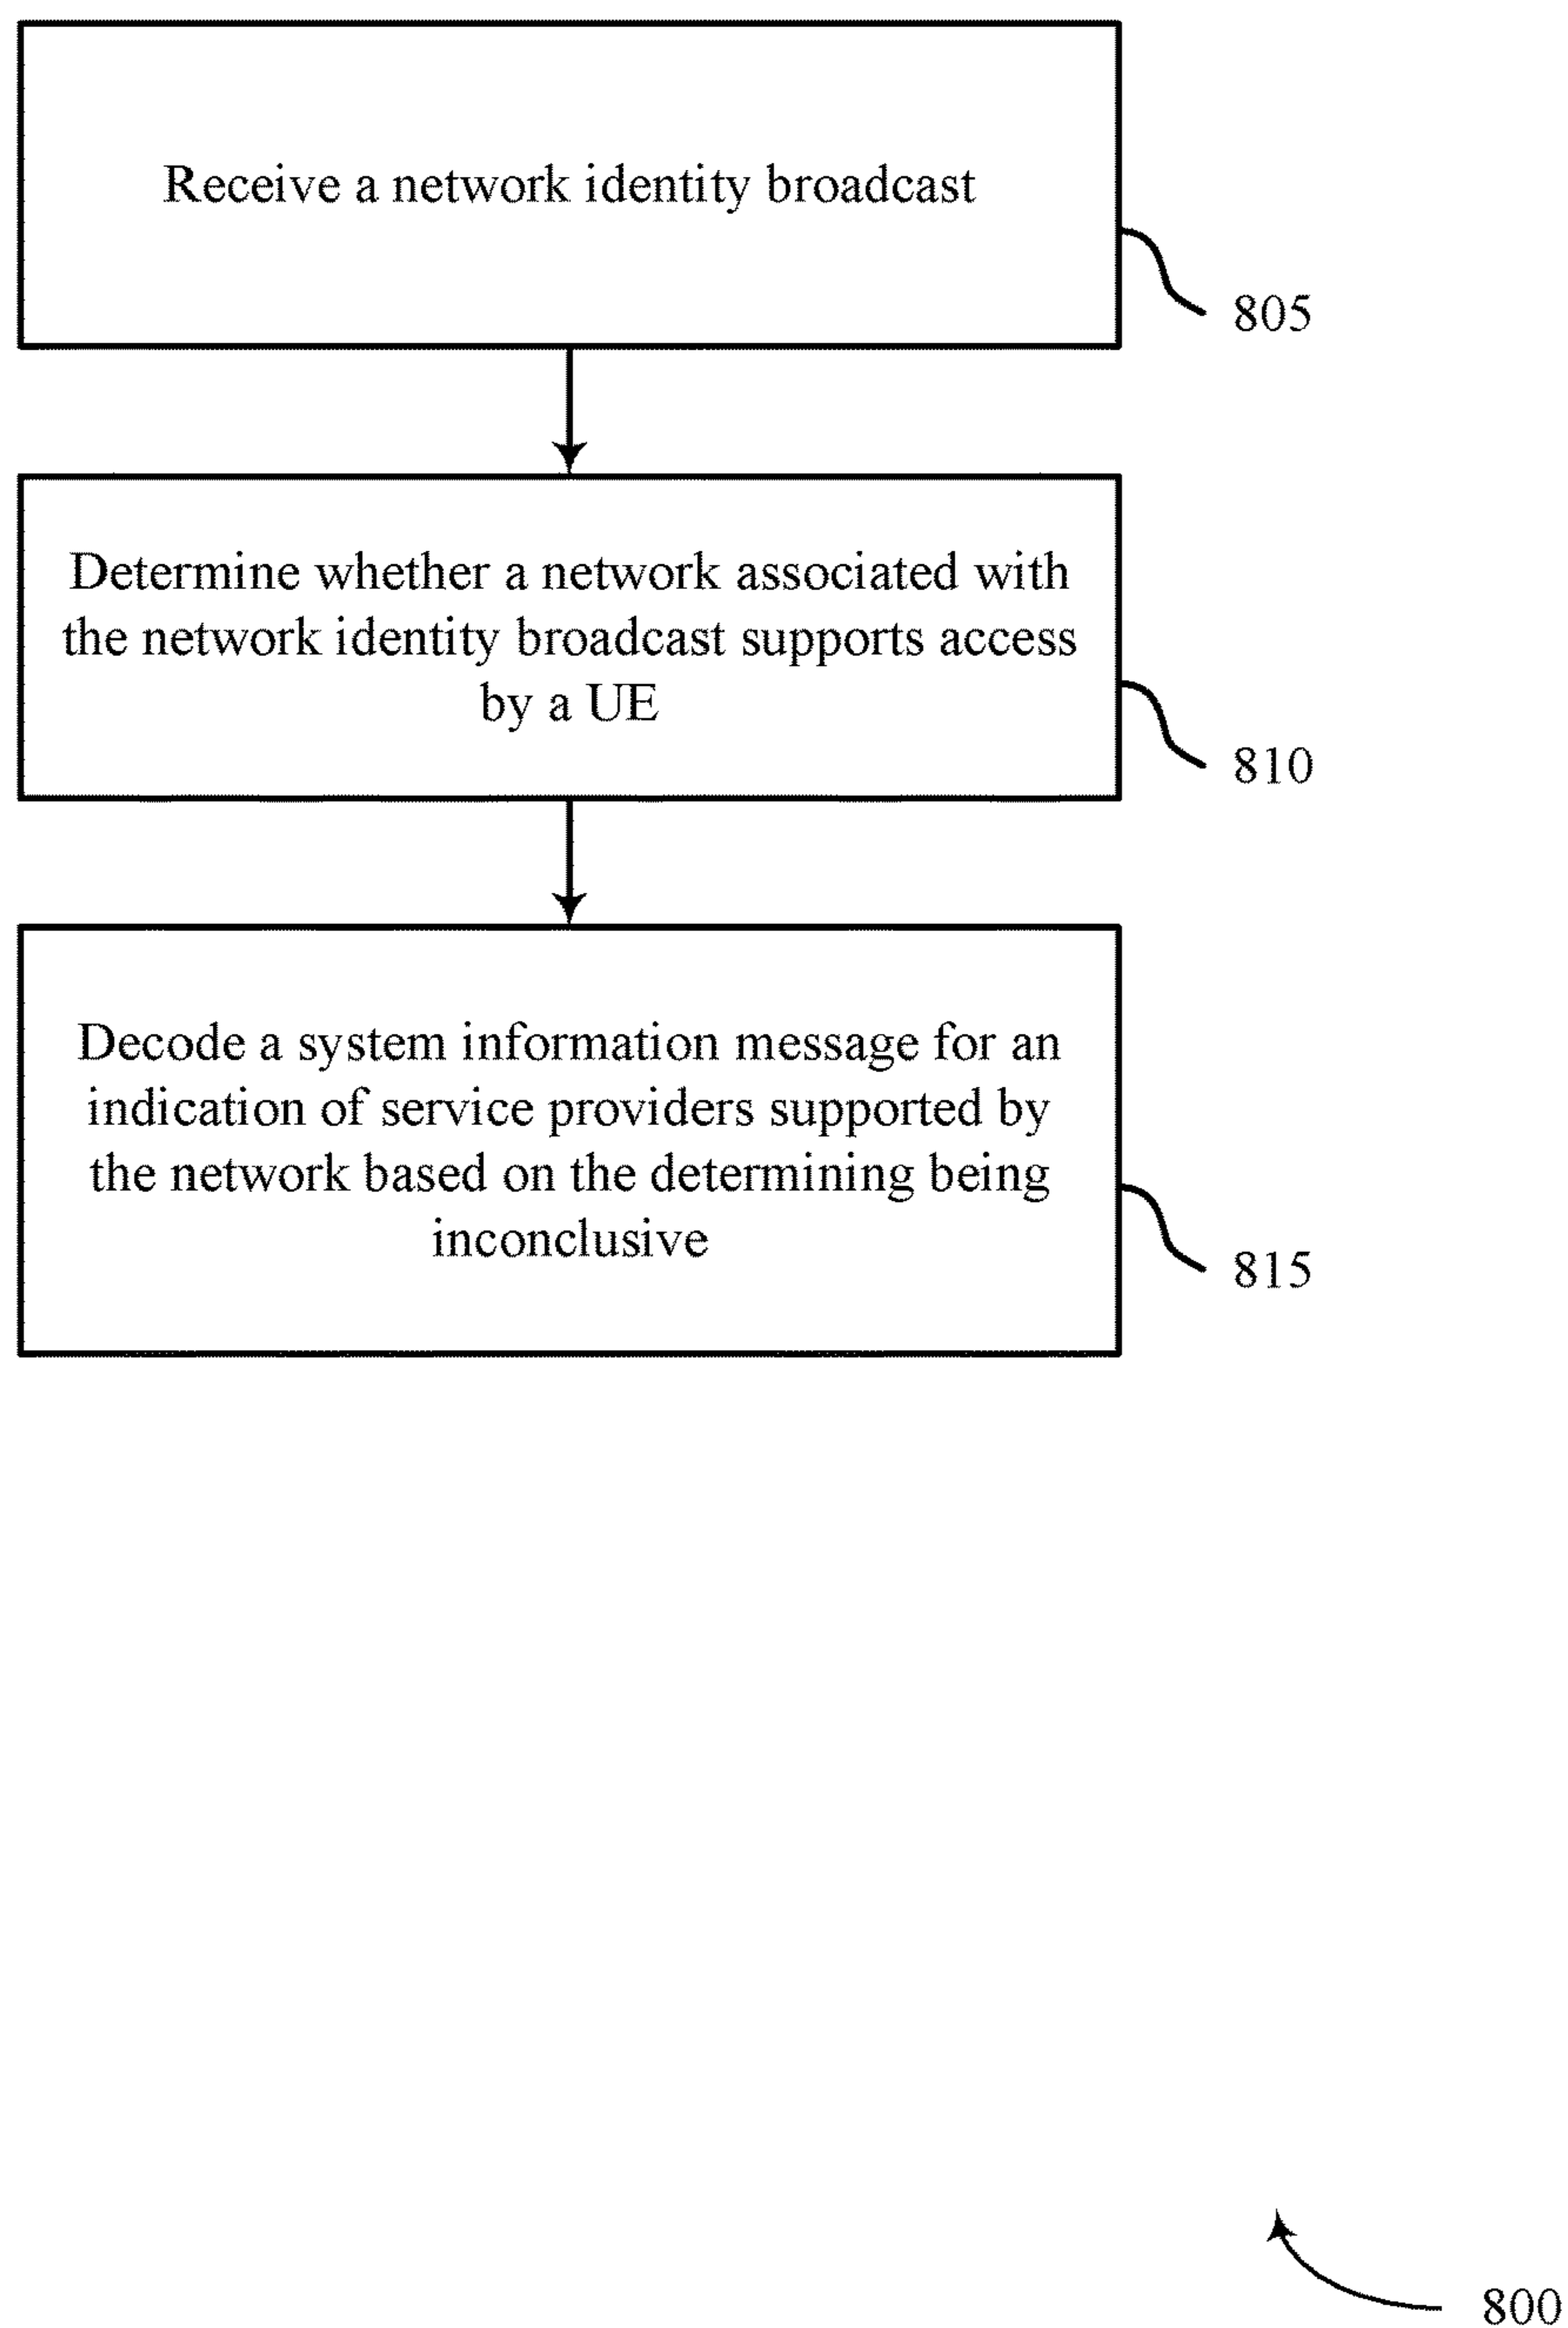 Receive a network identity broadcast
805
Determine whether a network associated with
the network identity broadcast supports access
by a UE
810
Decode a system information message for an
indication of service providers supported by
the network based on the determining being
inconclusive
815
800